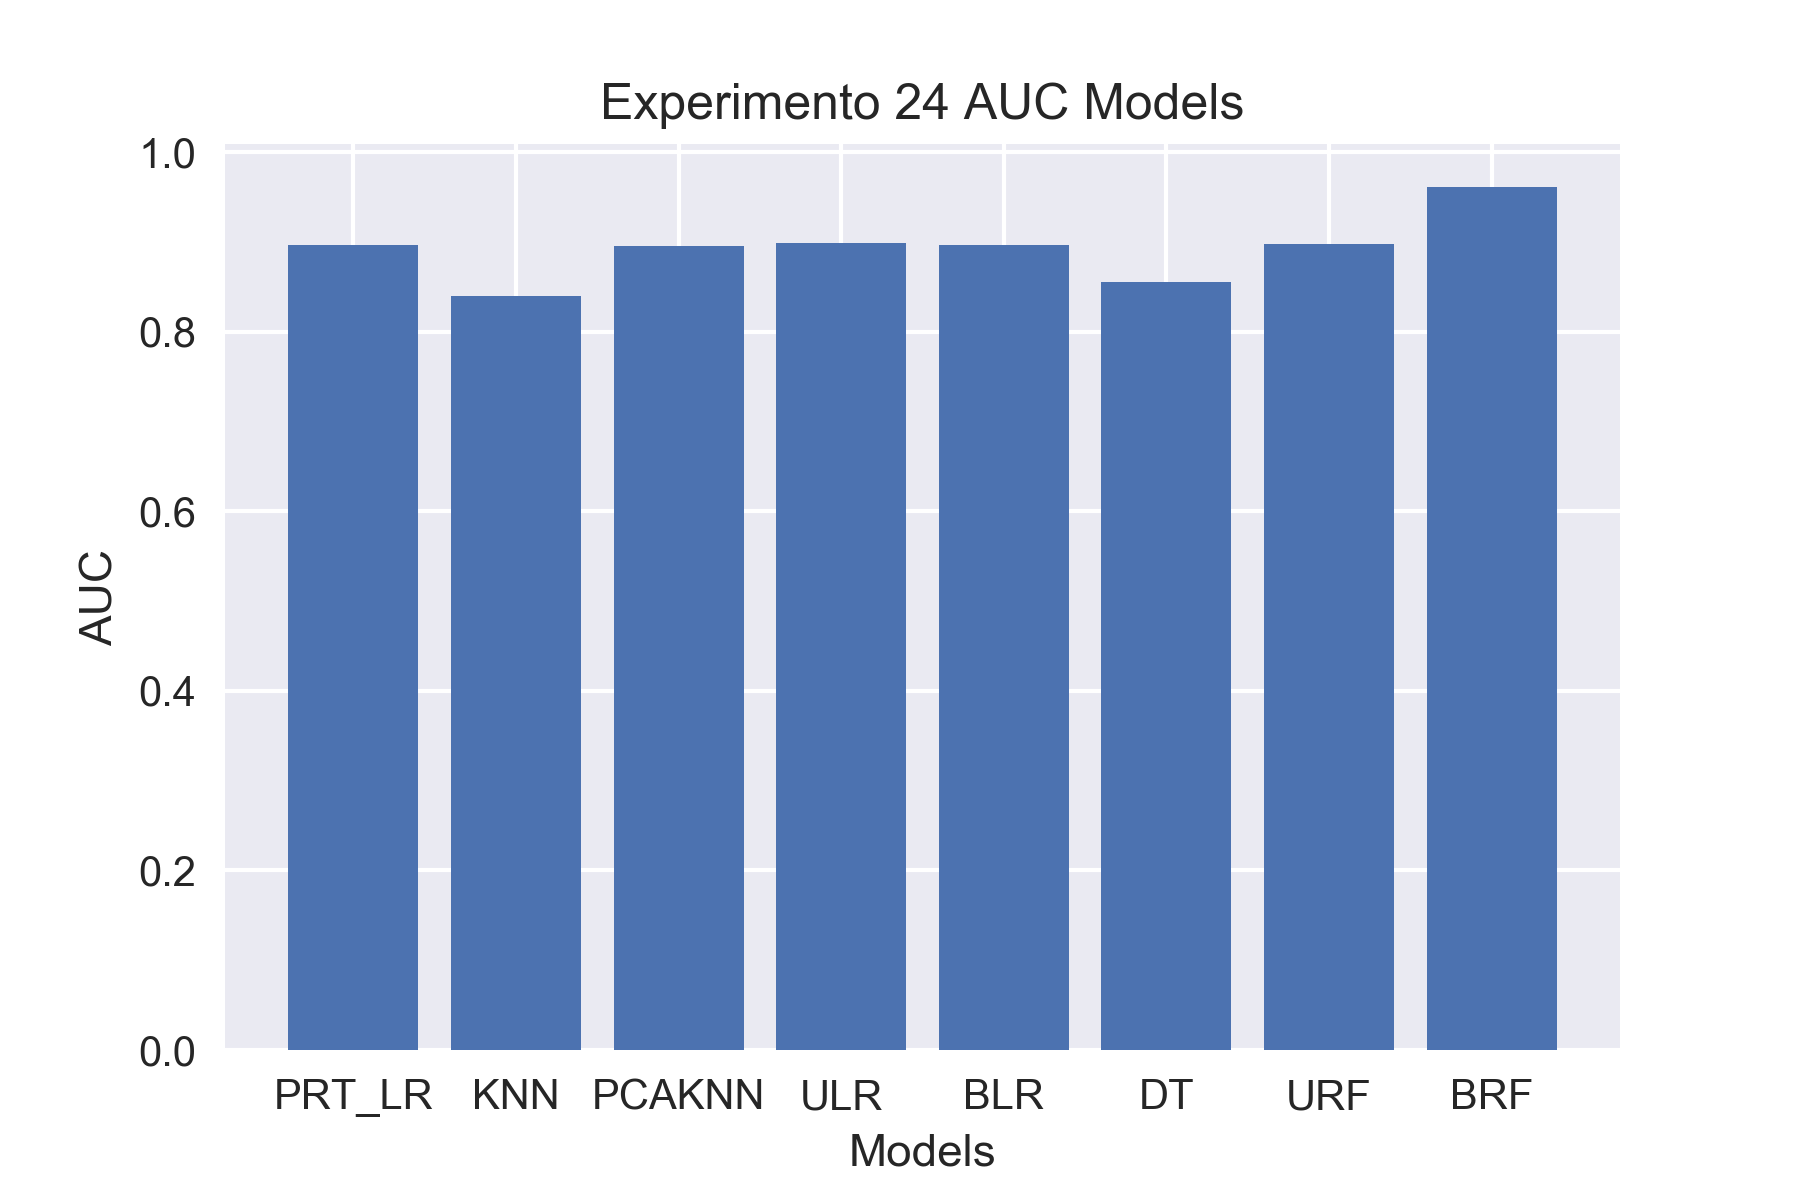 Experimento 24 AUC Models
1.0
0.8
0.6
0.4
0.2
0.0
AUC
PRT_LR KNN PCAKNN ULR BLR DT URF BRF
Models